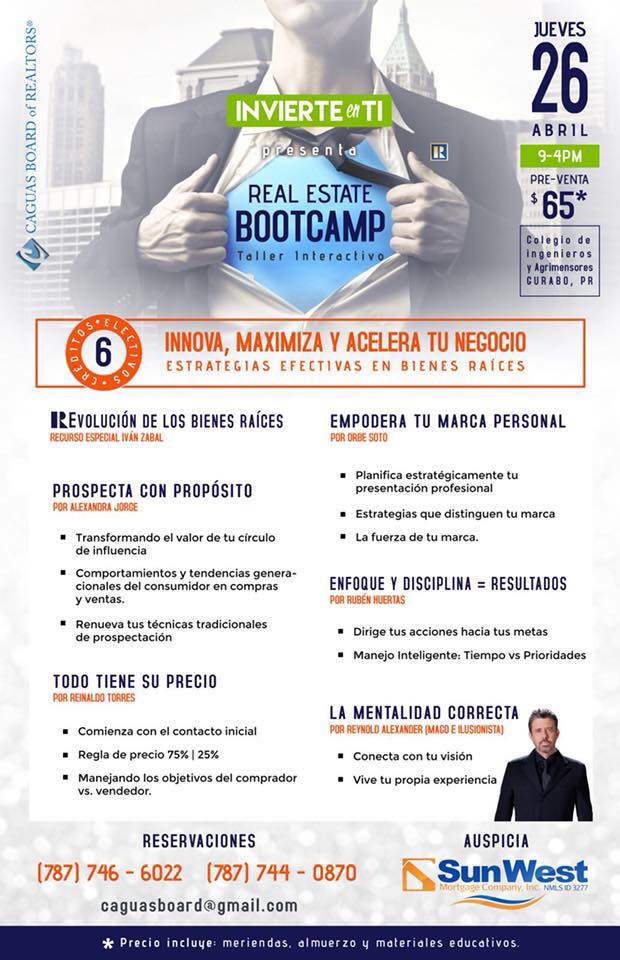 CAGUAS BOARD of REALTORS®
INVIERTE en TI
presenta
REAL ESTATE
BOOTCAMP
Taller Interactivo
R
JUEVES
26
ABRIL
9-4PM
PRE-VENTA
$65*
Colegio de
ingenieros
y Agrimensores
GURABO, PR
CRÉDITOS • ELECTIVOS •
6
INNOVA, MAXIMIZA Y ACELERA TU NEGOCIO
ESTRATEGIAS EFECTIVAS EN BIENES RAÍCES
REVOLUCIÓN DE LOS BIENES RAÍCES
RECURSO ESPECIAL IVÁN ZABAL
PROSPECTA CON PROPÓSITO
POR ALEXANDRA JORGE
▪ Transformando el valor de tu círculo
de influencia
▪ Comportamientos y tendencias genera-
cionales del consumidor en compras
y ventas.
▪ Renueva tus técnicas tradicionales
de prospectación
TODO TIENE SU PRECIO
POR REINALDO TORRES
▪ Comienza con el contacto inicial
▪ Regla de precio 75% | 25%
▪ Manejando los objetivos del comprador
vs. vendedor.
EMPODERA TU MARCA PERSONAL
POR ORBE SOTO
▪ Planifica estratégicamente tu
presentación profesional
▪ Estrategias que distinguen tu marca
▪ La fuerza de tu marca.
ENFOQUE Y DISCIPLINA = RESULTADOS
POR RUBÉN HUERTAS
▪ Dirige tus acciones hacia tus metas
▪ Manejo Inteligente: Tiempo vs Prioridades
LA MENTALIDAD CORRECTA
POR REYNOLD ALEXANDER (MAGO E ILUSIONISTA)
▪ Conecta con tu visión
▪ Vive tu propia experiencia
RESERVACIONES
(787) 746 - 6022 (787) 744 - 0870
caguasboard@gmail.com
AUSPICIA
SunWest
Mortgage Company, Inc. NMLS ID 3277
* Precio incluye: meriendas, almuerzo y materiales educativos.